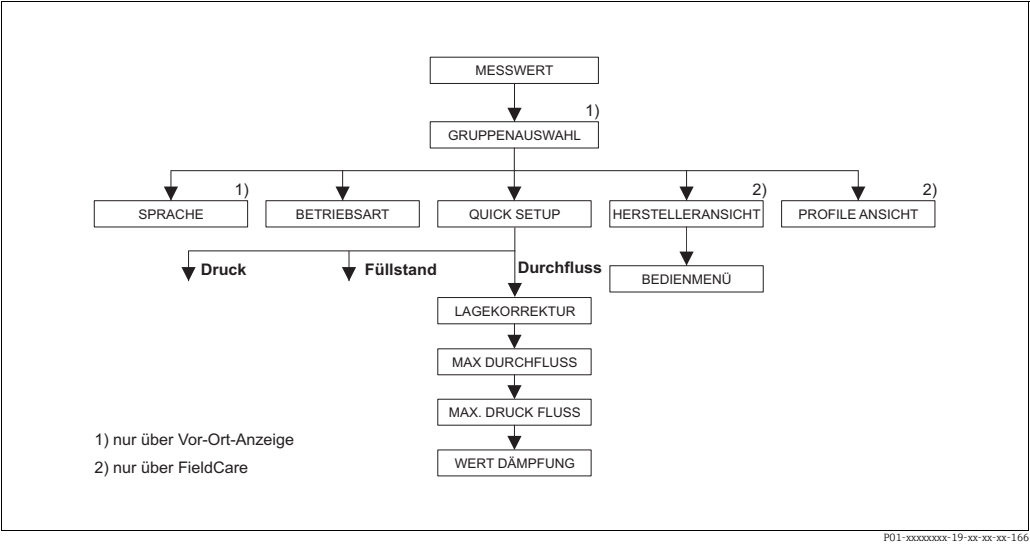 MESSWERT
1)
GRUPPENAUSWAHL
1)
2)
2)
SPRACHE
BETRIEBSART
QUICK SETUP
HERSTELLERANSICHT
PROFILE ANSICHT
Druck
Füllstand
Durchfluss
BEDIENMENÜ
LAGEKORREKTUR
MAX DURCHFLUSS
MAX. DRUCK FLUSS
WERT DÄMPFUNG
1) nur über Vor-Ort-Anzeige
2) nur über FieldCare
P01-xxxxxxxx-19-xx-xx-xx-166